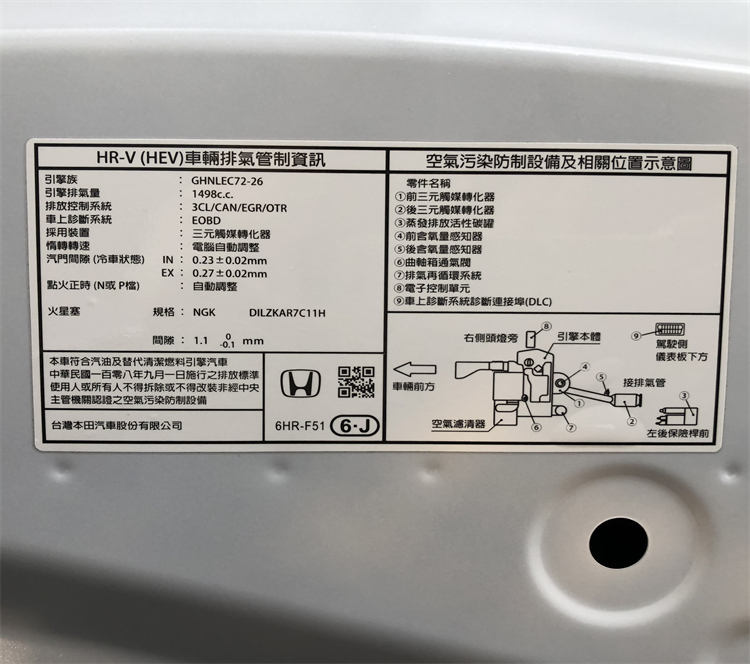 HR-V (HEV)車輛排氣管制資訊
引擎族 : GHNLEC72-26
引擎排氣量 : 1498c.c.
排放控制系統 : 3CL/CAN/EGR/OTR
車上診斷系統 : EOBD
採用裝置 : 三元觸媒轉化器
惰轉轉速 : 電腦自動調整
汽門間隙 (冷車狀態) IN : 0.23±0.02mm
EX : 0.27±0.02mm
點火正時 (N或 P檔) : 自動調整
火星塞 規格 : NGK DILZKAR7C11H
間隙 : 1.1 0 -0.1 mm
本車符合汽油及替代清潔燃料引擎汽車
中華民國一百零八年九月一日施行之排放標準
使用人或所有人不得拆除或不得改裝非經中央
主管機關認證之空氣污染防制設備
台灣本田汽車股份有限公司
6HR-F51 6·J
空氣污染防制設備及相關位置示意圖
零件名稱
①前三元觸媒轉化器
②後三元觸媒轉化器
③蒸發排放活性碳罐
④前含氧量感知器
⑤後含氧量感知器
⑥曲軸箱通氣閥
⑦排氣再循環系統
⑧電子控制單元
⑨車上診斷系統診斷連接埠(DLC)
右側頭燈旁
⑧
引擎本體
⑨
駕駛側
儀表板下方
車輛前方
④
⑤
接排氣管
①
③
⑥
②
空氣濾清器
⑦
左後保險桿前